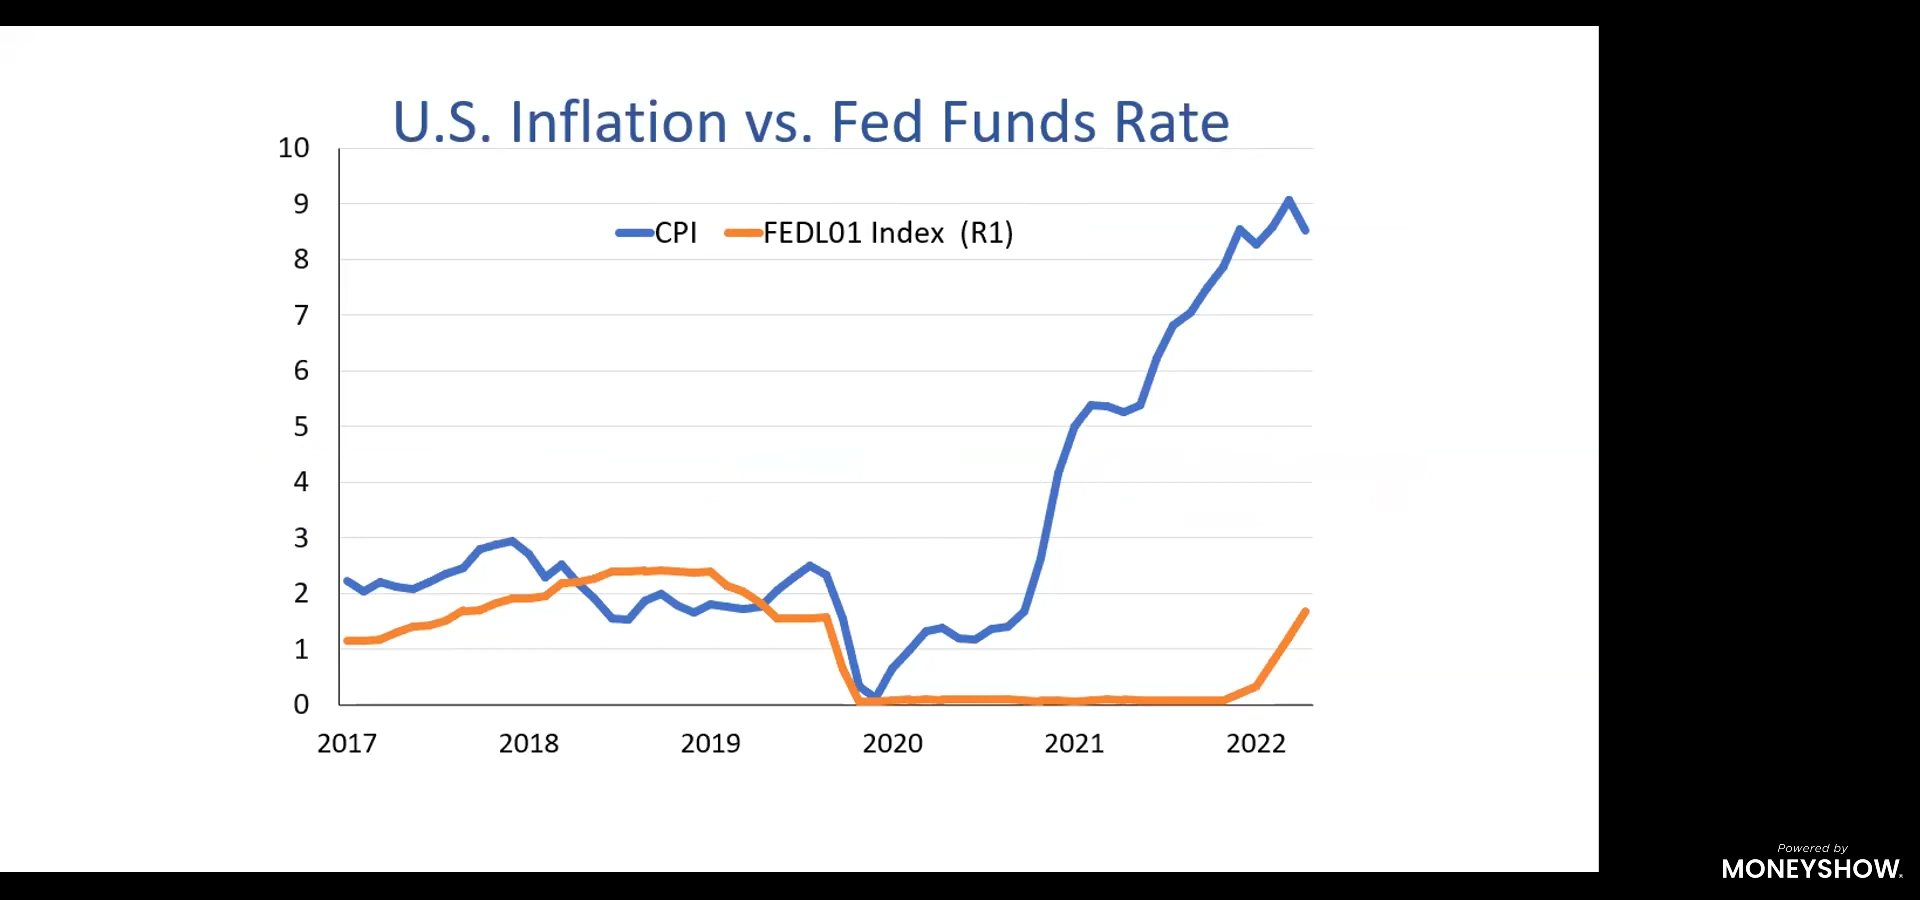 U.S. Inflation vs. Fed Funds Rate
10
9
CPI FEDL01 Index (R1)
8
7
6
5
4
3
2
1
0
2017 2018 2019 2020 2021 2022
Powered by
MONEYSHOW.